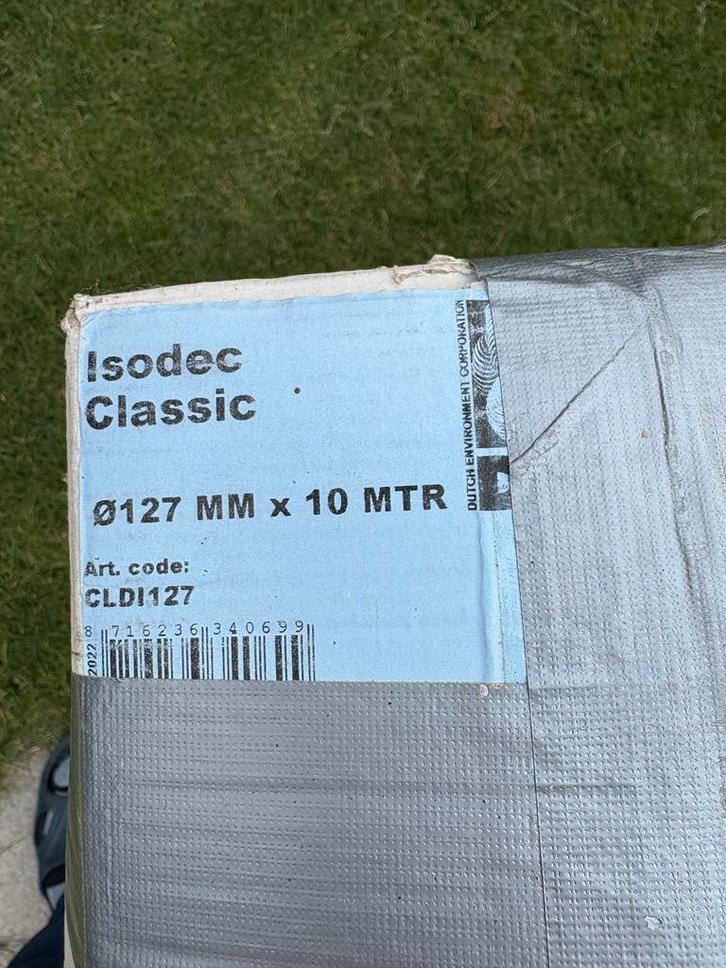 Isodec
Classic
Ø127 MM x 10 MTR
Art. code:
CLDI127
8 716236 340699
2022
DUTCH ENVIRONMENT CORPORATION